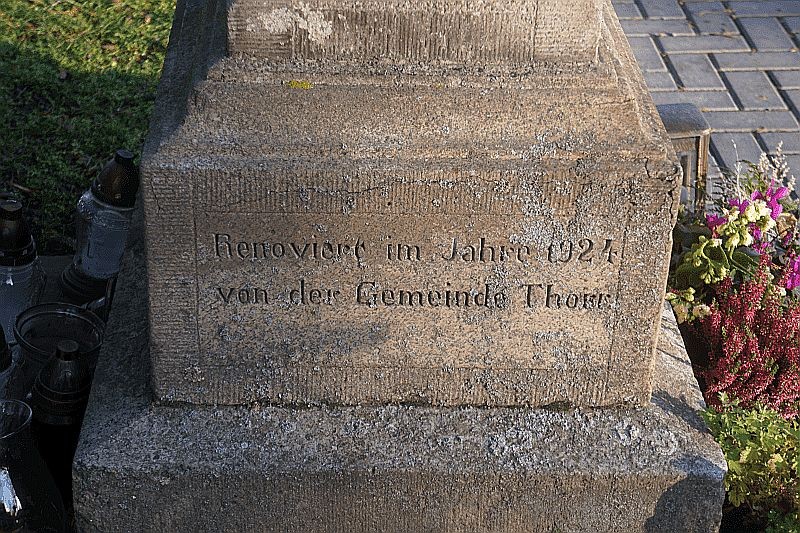 Renoviert im Jahre 1924
von der Gemeinde Thorr.